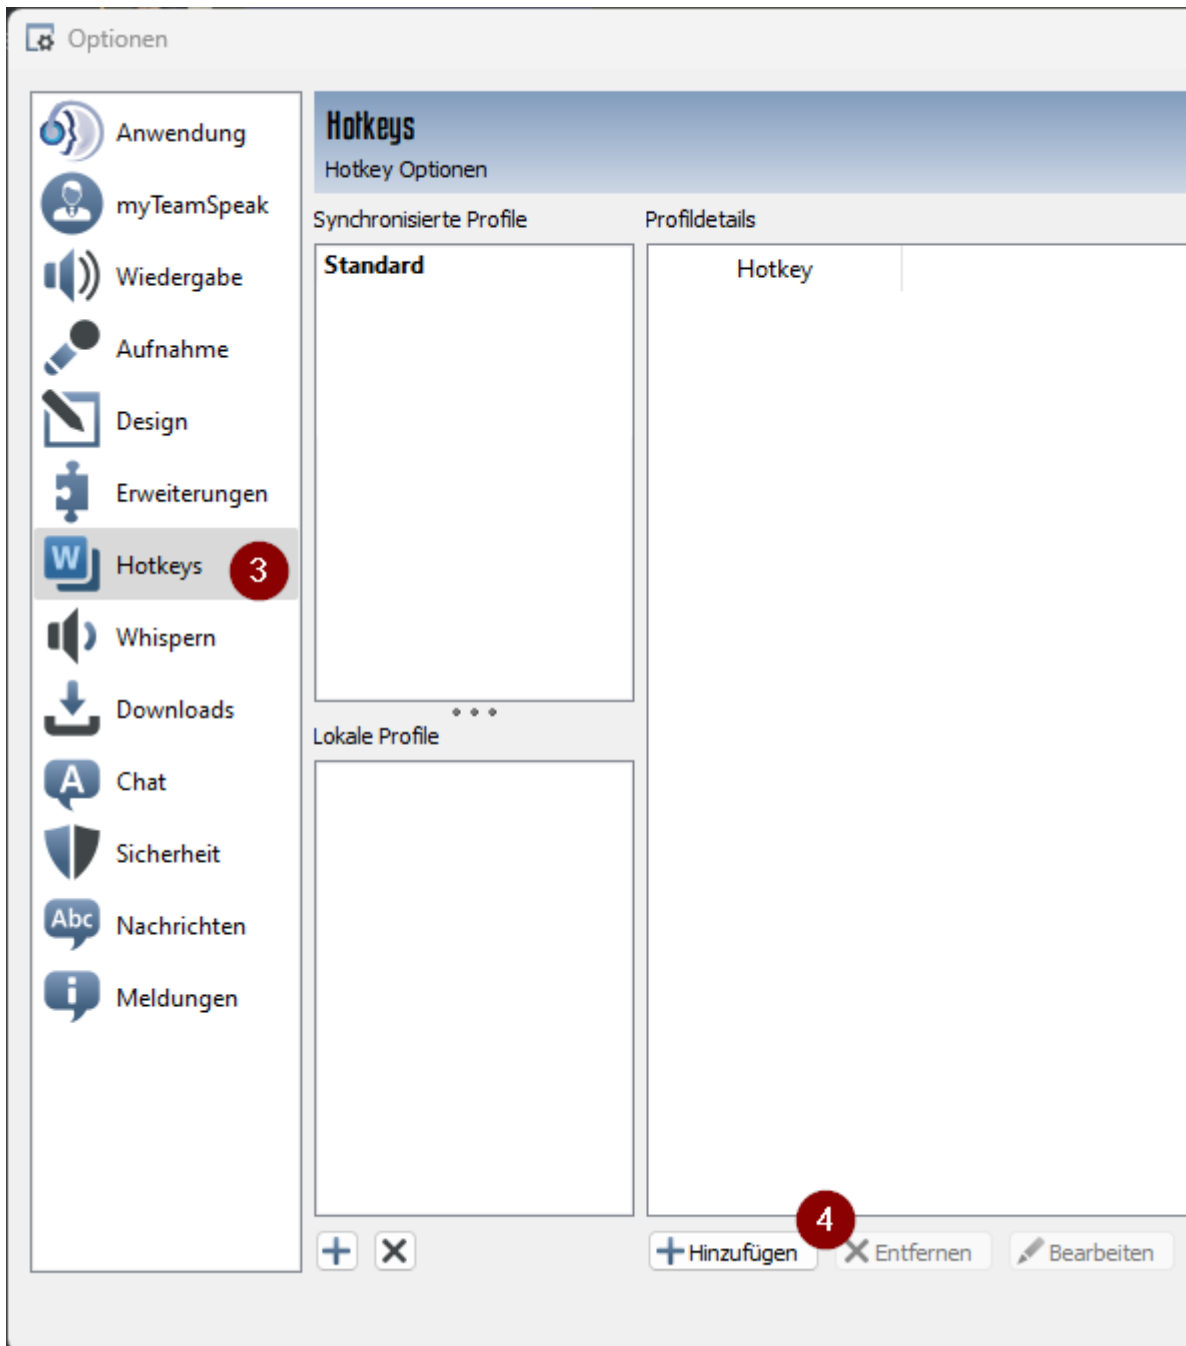 Optionen
Anwendung
myTeamSpeak
Wiedergabe
Aufnahme
Design
Erweiterungen
W
Hotkeys
3
Whispern
Downloads
A
Chat
Sicherheit
Abc
Nachrichten
i
Meldungen
Hotkeys
Hotkey Optionen
Synchronisierte Profile
Standard
Lokale Profile
Profildetails
Hotkey
4
Hinzufügen
Entfernen
Bearbeiten